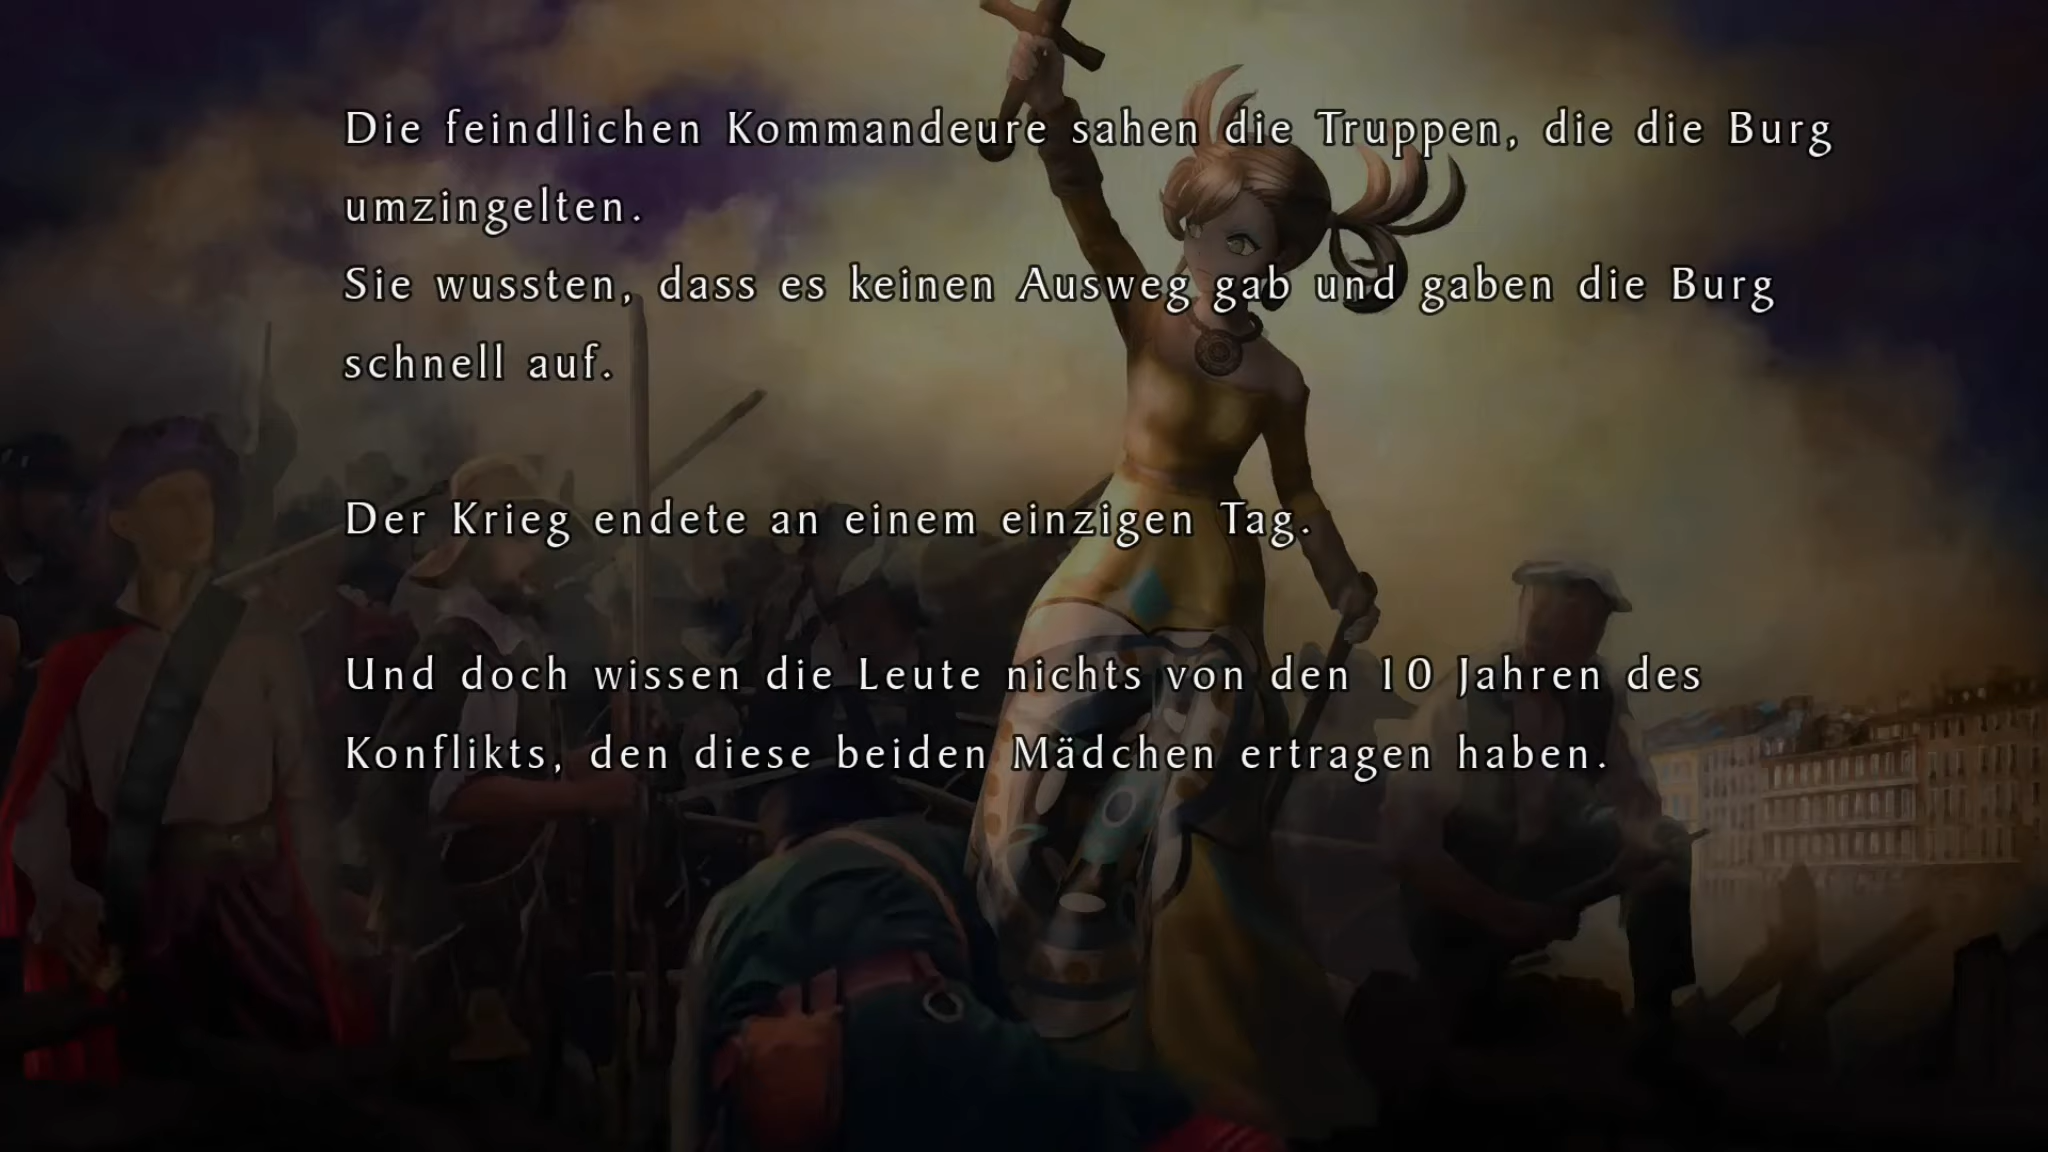 Die feindlichen Kommandeure sahen die Truppen, die die Burg
umzingelten.
Sie wussten, dass es keinen Ausweg gab und gaben die Burg
schnell auf.
Der Krieg endete an einem einzigen Tag.
Und doch wissen die Leute nichts von den 10 Jahren des
Konflikts, den diese beiden Mädchen ertragen haben.